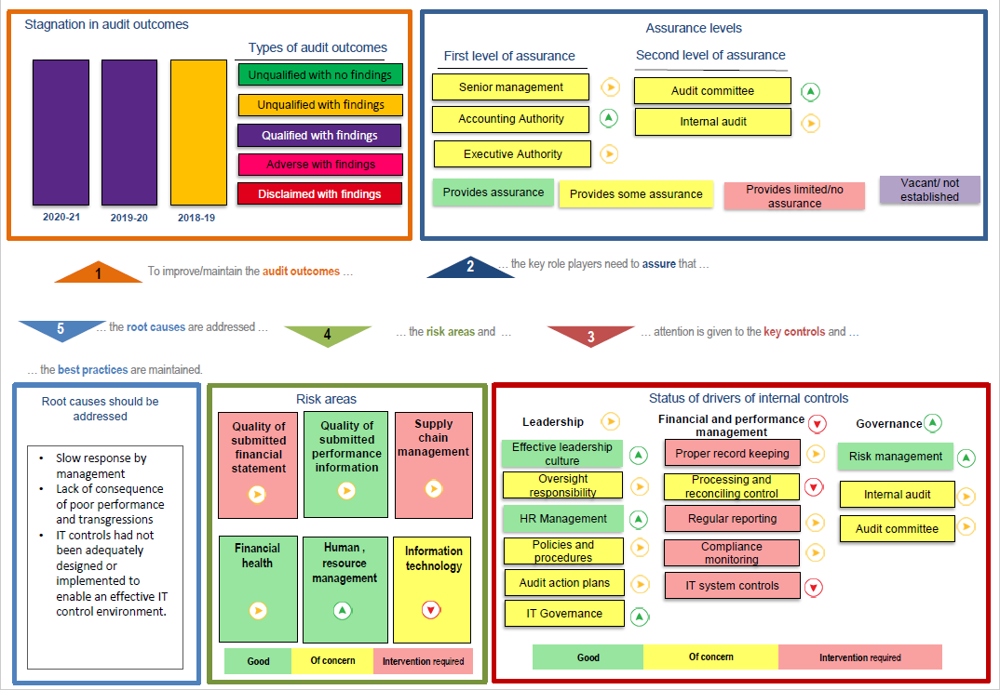 Stagnation in audit outcomes
Types of audit outcomes
Unqualified with no findings
Unqualified with findings
Qualified with findings
Adverse with findings
Disclaimed with findings
2020-21
2019-20
2018-19
Assurance levels
First level of assurance
Second level of assurance
Senior management
Accounting Authority
Executive Authority
Audit committee
Internal audit
Provides assurance
Provides some assurance
Provides limited/no
assurance
Vacant/ not
established
1
To improve/maintain the audit outcomes …
2
… the key role players need to assure that …
5
… the root causes are addressed …
4
… the risk areas and …
3
… attention is given to the key controls and …
… the best practices are maintained.
Root causes should be
addressed
• Slow response by
management
• Lack of consequence
of poor performance
and transgressions
• IT controls had not
been adequately
designed or
implemented to
enable an effective IT
control environment.
Risk areas
Quality of
submitted
financial
statement
Quality of
submitted
performance
information
Supply
chain
management
Financial
health
Human ,
resource
management
Information
technology
Good
Of concern
Intervention required
Status of drivers of internal controls
Leadership
Effective leadership
culture
Oversight
responsibility
HR Management
Policies and
procedures
Audit action plans
IT Governance
Financial and performance
management
Proper record keeping
Processing and
reconciling control
Regular reporting
Compliance
monitoring
IT system controls
Governance
Risk management
Internal audit
Audit committee
Good
Of concern
Intervention required